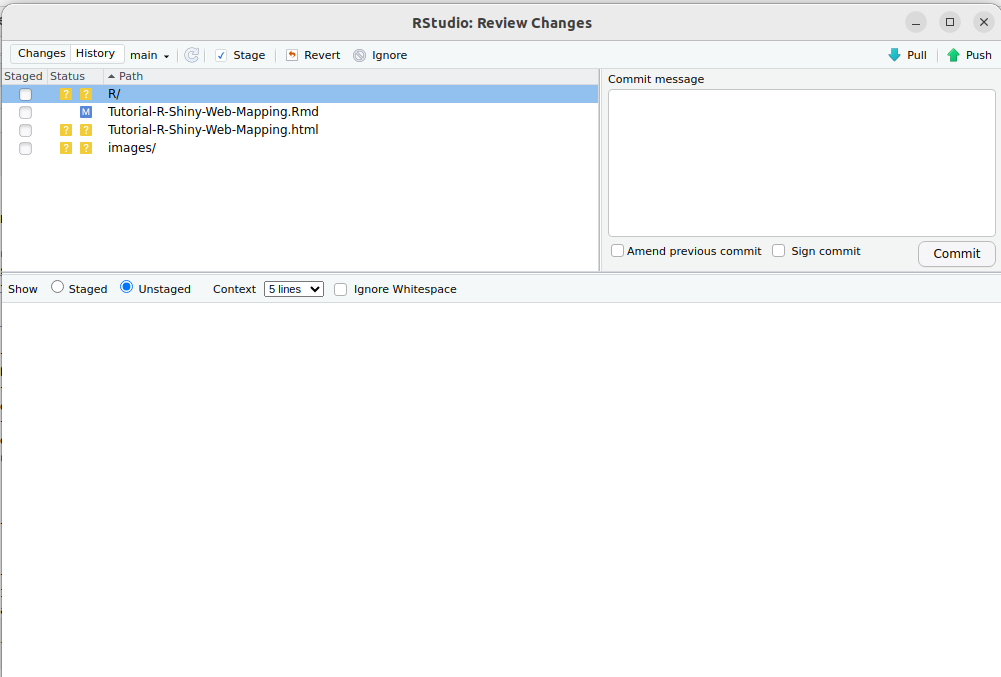 RStudio: Review Changes
Changes History main Stage Revert Ignore Pull Push
Staged Status Path
Commit message
? ? R/
M Tutorial-R-Shiny-Web-Mapping.Rmd
? ? Tutorial-R-Shiny-Web-Mapping.html
? ? images/
Amend previous commit Sign commit Commit
Show Staged Unstaged Context 5 lines Ignore Whitespace